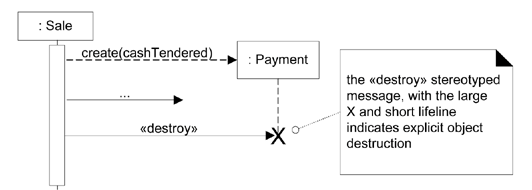 : Sale
create(cashTendered)
: Payment
...
«destroy»
X
the «destroy» stereotyped
message, with the large
X and short lifeline
indicates explicit object
destruction